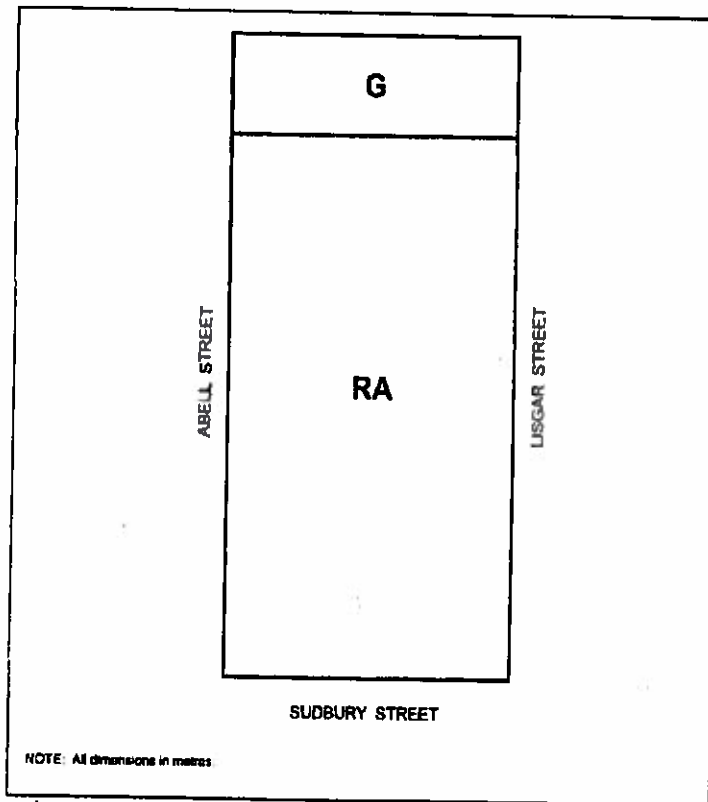 G
ABELL STREET
RA
LISGAR STREET
SUDBURY STREET
NOTE: All dimensions in metres